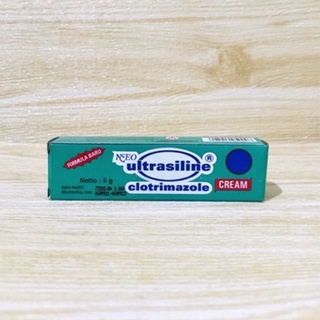 FORMULA BARU
NEO
ultrasiline®
clotrimazole
CREAM
Netto : 5 g